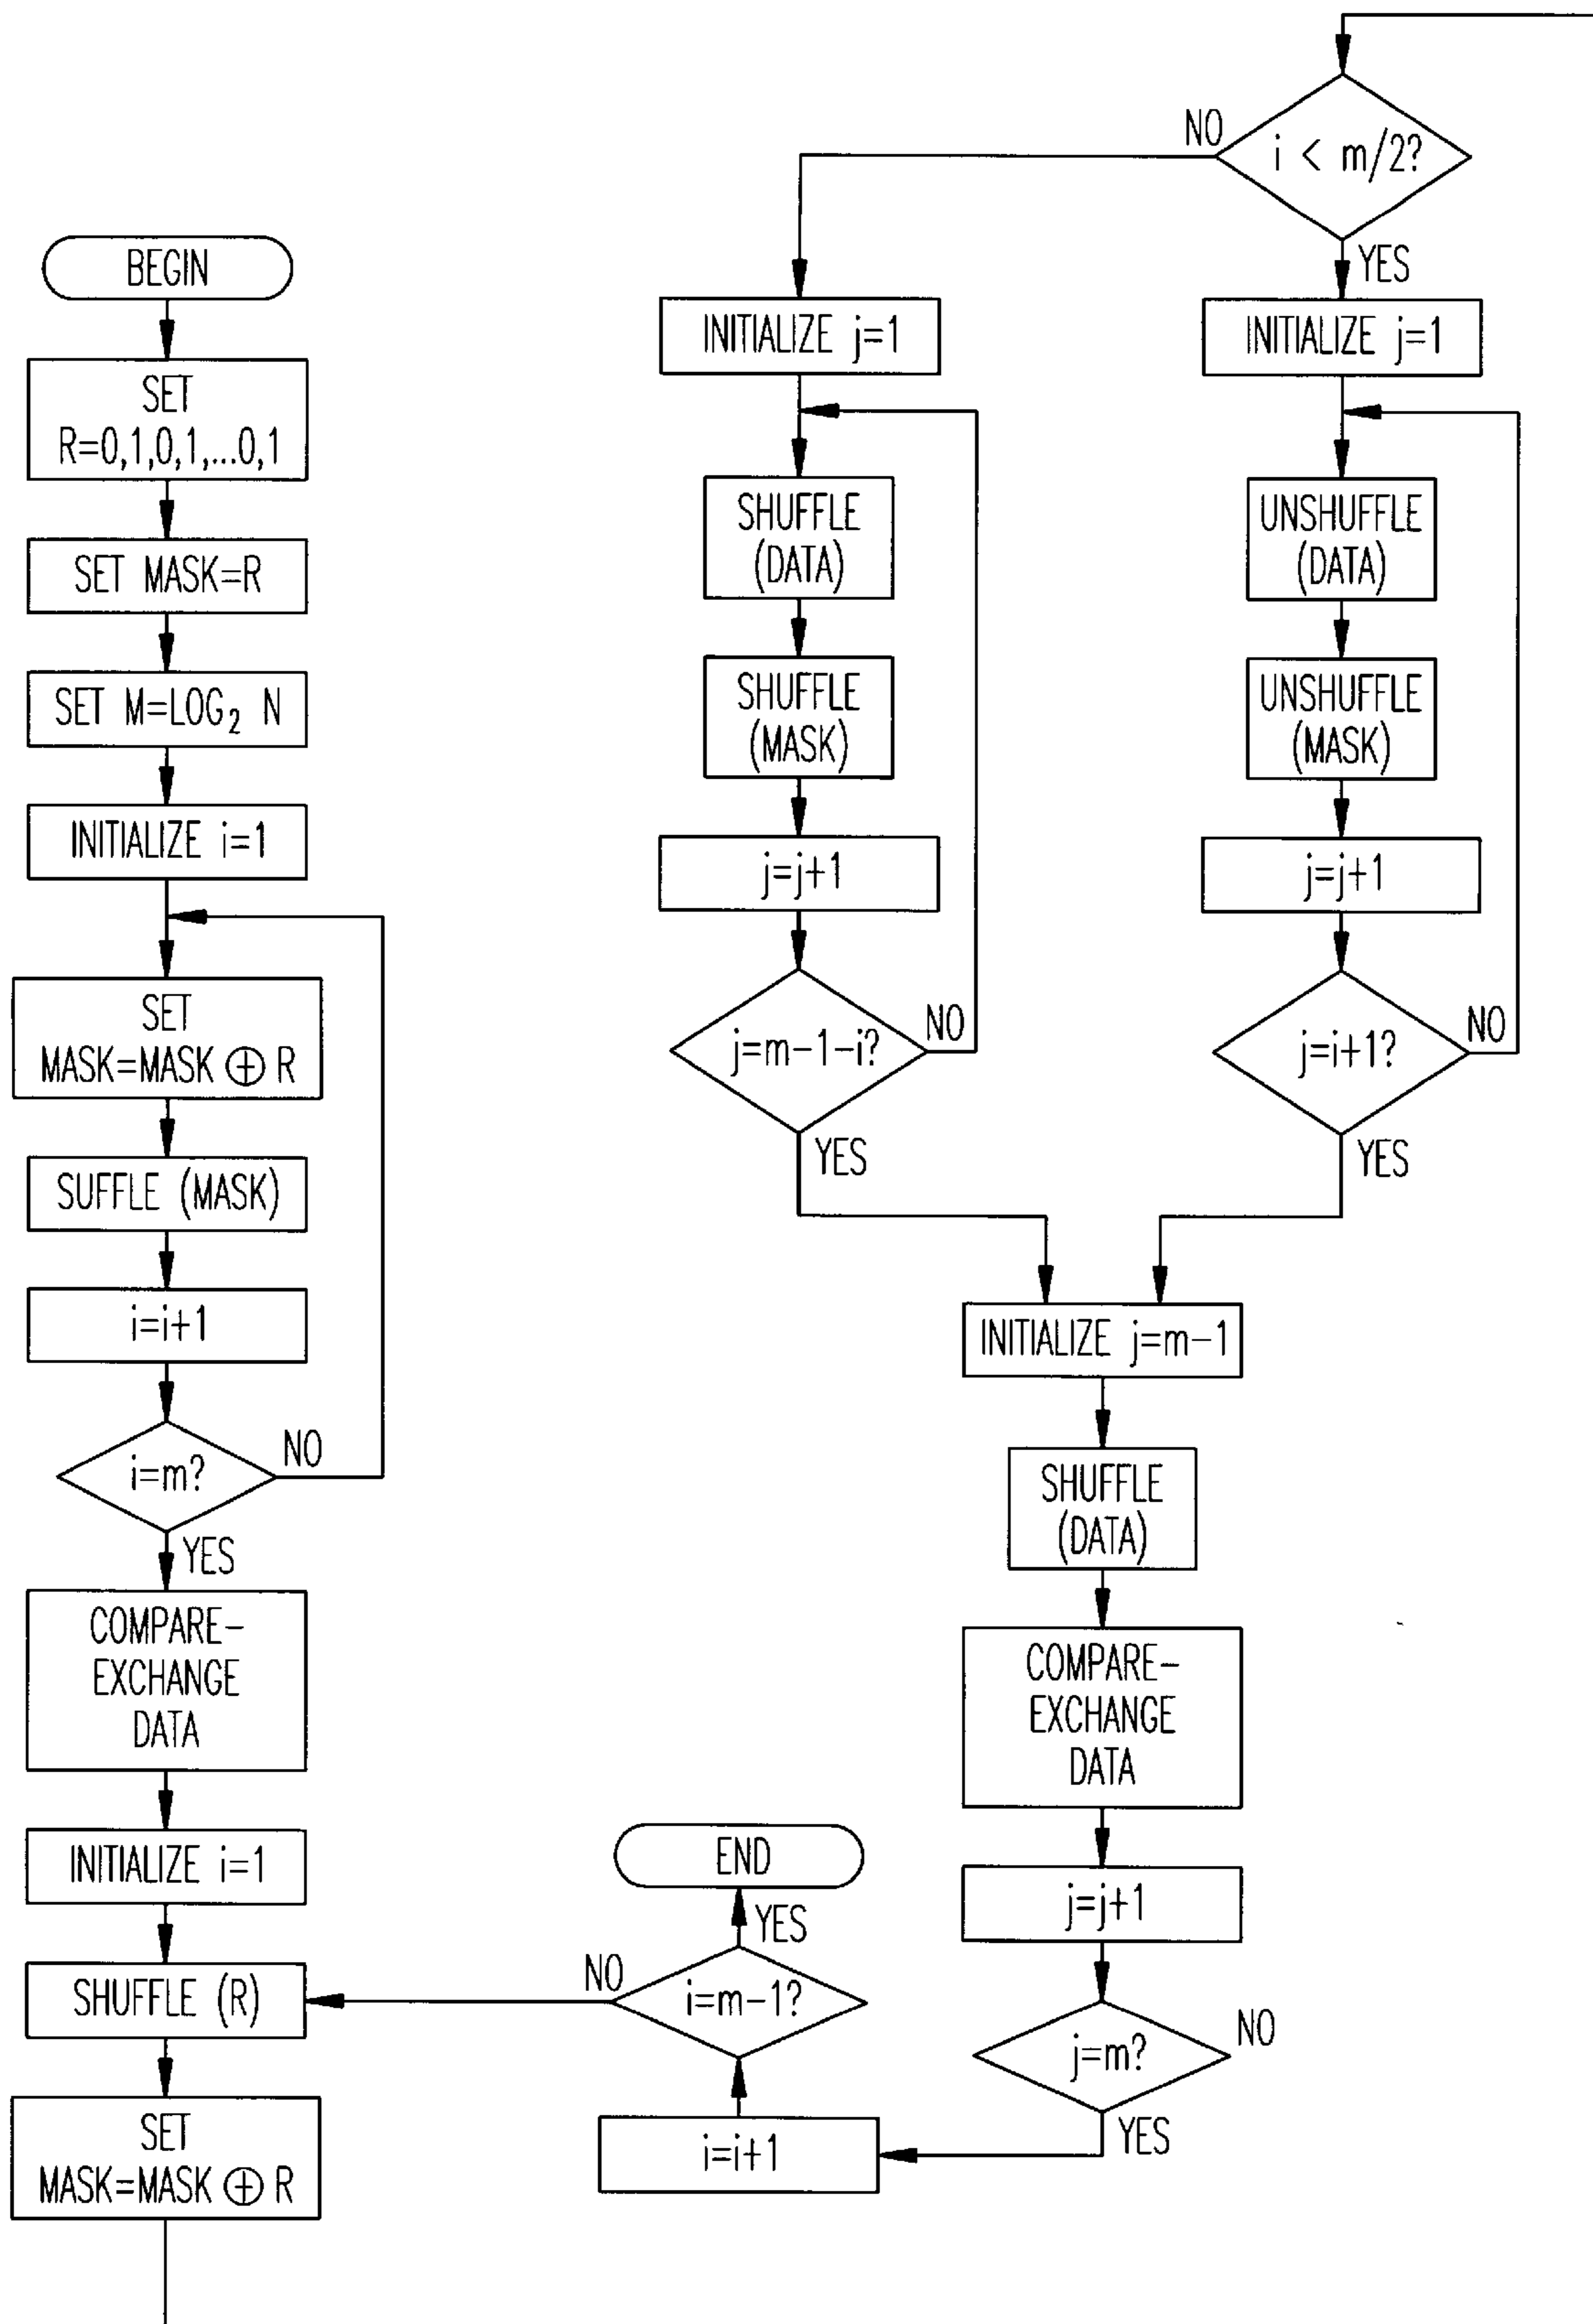 BEGIN
SET
R=0,1,0,1,...0,1
SET MASK=R
SET M=LOG₂ N
INITIALIZE i=1
SET
MASK=MASK ⊕ R
SUFFLE (MASK)
i=i+1
i=m?
NO
YES
COMPARE-
EXCHANGE
DATA
INITIALIZE i=1
SHUFFLE (R)
SET
MASK=MASK ⊕ R
i < m/2?
NO
YES
INITIALIZE j=1
SHUFFLE
(DATA)
SHUFFLE
(MASK)
j=j+1
j=m-1-i?
NO
YES
INITIALIZE j=1
UNSHUFFLE
(DATA)
UNSHUFFLE
(MASK)
j=j+1
j=i+1?
NO
YES
INITIALIZE j=m-1
SHUFFLE
(DATA)
COMPARE-
EXCHANGE
DATA
j=j+1
j=m?
NO
YES
i=i+1
i=m-1?
NO
YES
END